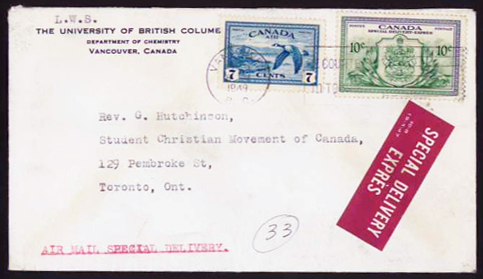 L.W.S.
THE UNIVERSITY OF BRITISH COLUME
DEPARTMENT OF CHEMISTRY
VANCOUVER, CANADA
CANADA
AIR
7 7
CENTS
CANADA
SPECIAL DELIVERY-EXPRES
10¢ 10¢
1949
Rev. G. Hutchinson,
Student Christian Movement of Canada,
129 Pembroke St,
Toronto, Ont.
SPECIAL DELIVERY
EXPRÈS
33
AIR MAIL SPECIAL DELIVERY.